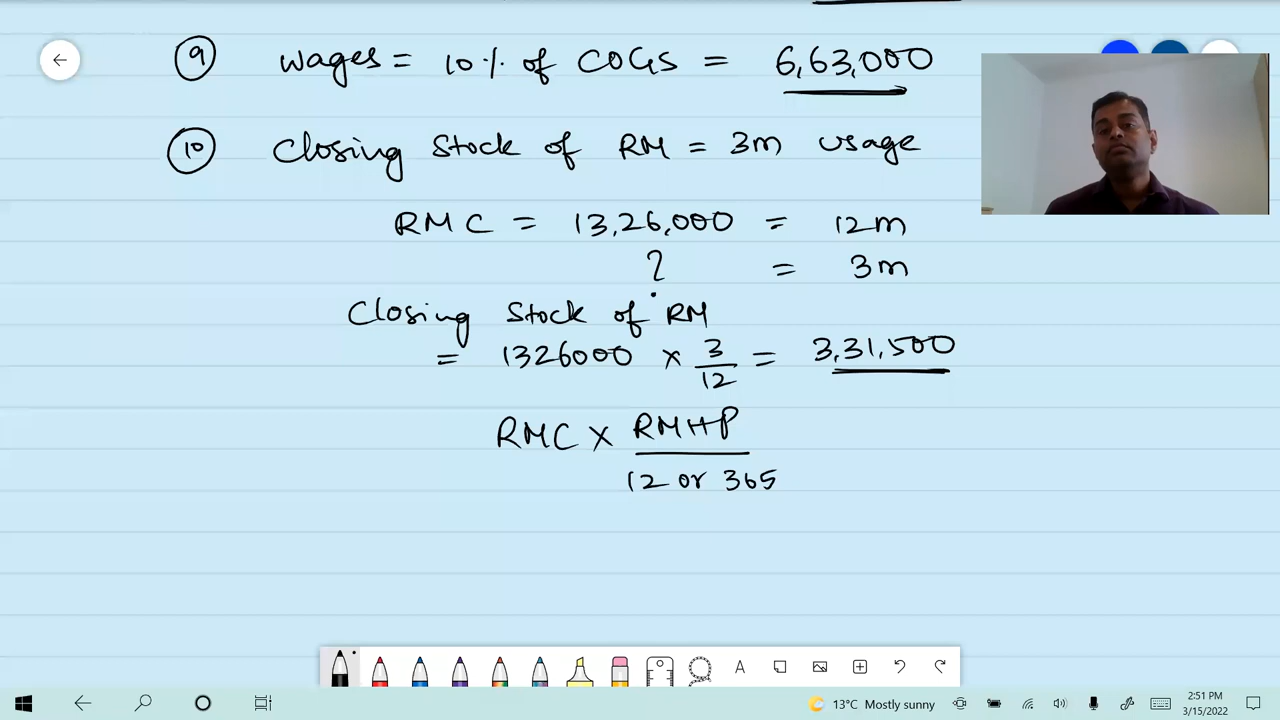 9 wages = 10% of COGS = 6,63,000
10 Closing Stock of RM = 3m usage
RMC = 13,26,000 = 12m
? = 3m
Closing Stock of RM
= 1326000 x 3/12 = 3,31,500
RMC x RMHP
12 or 365
A
13°C Mostly sunny
2:51 PM
3/15/2022